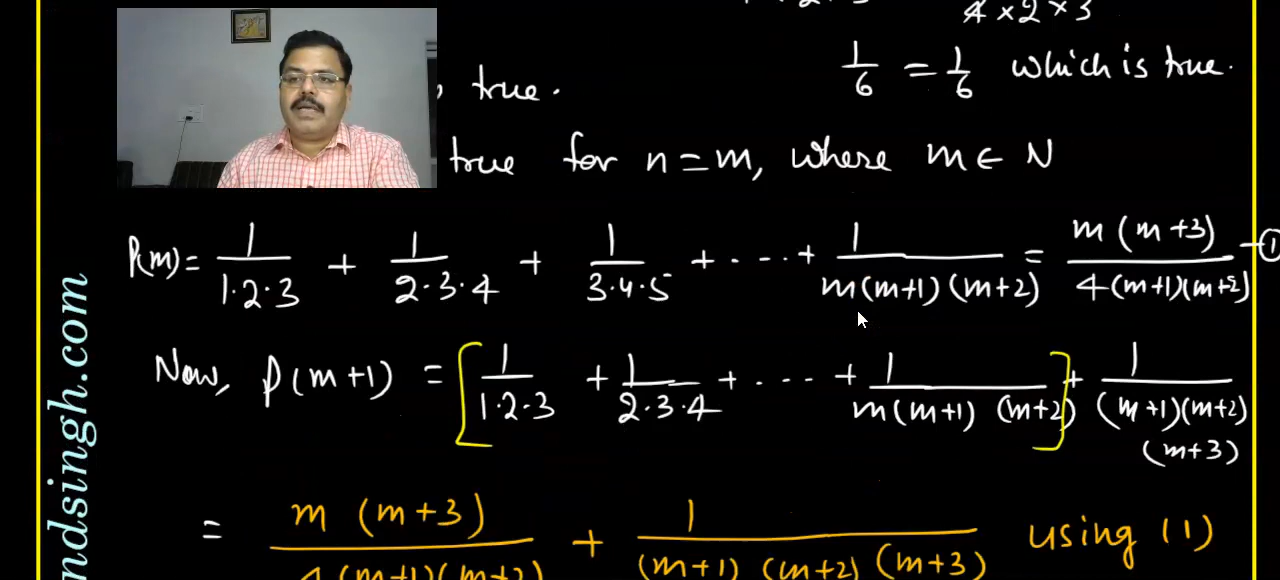 4 × 2 × 3
1/6 = 1/6 which is true.
, true.
true for n = m, where m ∈ N
P(m) = 1/(1·2·3) + 1/(2·3·4) + 1/(3·4·5) + ---- + 1/(m(m+1)(m+2)) = m(m+3)/(4(m+1)(m+2)) —①
Now, P(m+1) = [1/(1·2·3) + 1/(2·3·4) + ---- + 1/(m(m+1)(m+2))] + 1/((m+1)(m+2)(m+3))
= m(m+3)/(4(m+1)(m+2)) + 1/((m+1)(m+2)(m+3)) using (1)
ndsingh.com